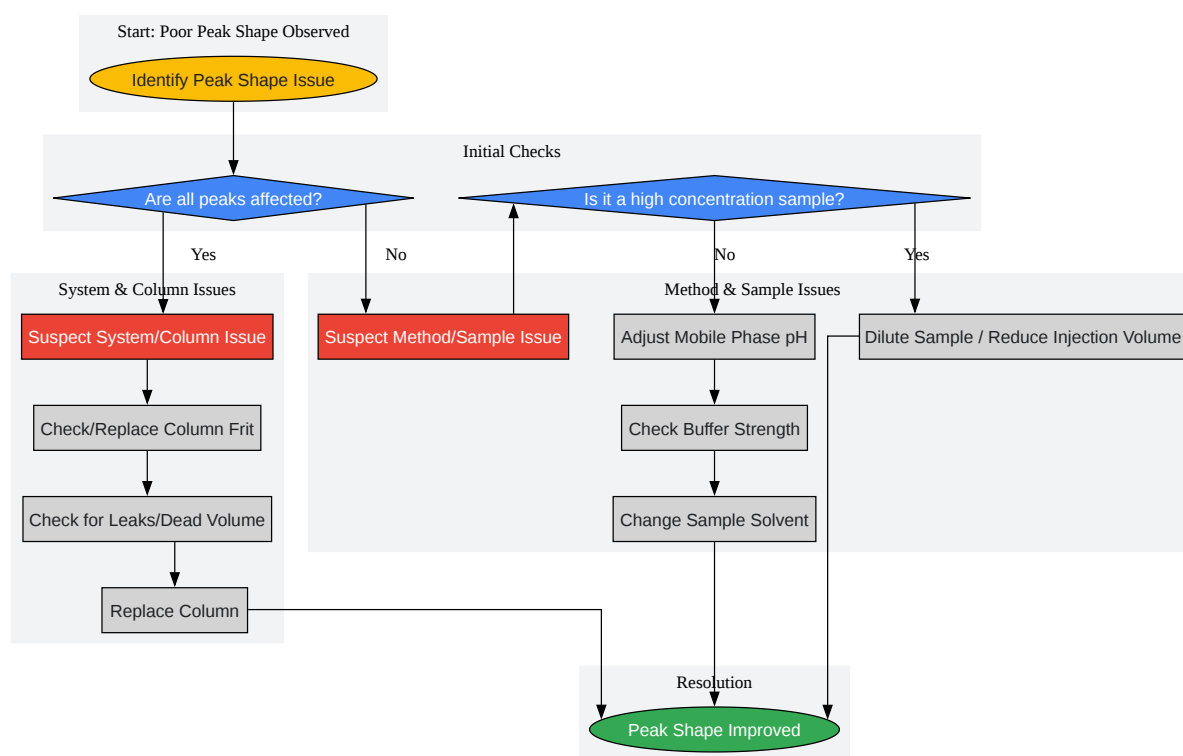 Start: Poor Peak Shape Observed
Identify Peak Shape Issue
Initial Checks
Are all peaks affected?
Is it a high concentration sample?
Yes
No
No
Yes
System & Column Issues
Method & Sample Issues
Suspect System/Column Issue
Suspect Method/Sample Issue
Adjust Mobile Phase pH
Dilute Sample / Reduce Injection Volume
Check/Replace Column Frit
Check Buffer Strength
Check for Leaks/Dead Volume
Change Sample Solvent
Replace Column
Resolution
Peak Shape Improved